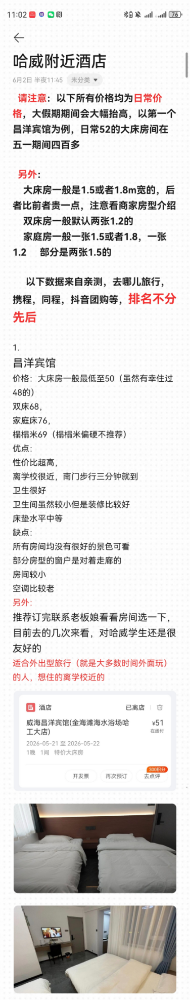 11:02
76
哈威附近酒店
6月2日 半夜11:45 未分类
请注意：以下所有价格均为日常价
格，大假期期间会大幅抬高，以第一个
昌洋宾馆为例，日常52的大床房间在
五一期间四百多
另外：
大床房一般是1.5或者1.8m宽的，后
者比前者贵一点，注意看商家房型介绍
双床房一般默认两张1.2的
家庭房一般一张1.5或者1.8，一张
1.2 部分是两张1.5的
以下数据来自亲测，去哪儿旅行，
携程，同程，抖音团购等，排名不分
先后
1.
昌洋宾馆
价格：大床房一般最低至50（虽然有幸住过
48的）
双床68，
家庭床76，
榻榻米69（榻榻米偏硬不推荐）
优点：
性价比超高，
离学校很近，南门步行三分钟就到
卫生很好
卫生间虽然较小但是装修比较好
床垫水平中等
缺点：
所有房间均没有很好的景色可看
部分房型的窗户是对着走廊的
房间较小
空调比较老
另外：
推荐订完联系老板娘看看房间选一下，
目前去的几次来看，对哈威学生还是很
友好的
适合外出型旅行（就是大多数时间外面玩）
的人，想住的离学校近的
酒店 已离店
威海昌洋宾馆(金海滩海水浴场哈 ¥51
工大店) 在线付
2026-05-21 至 2026-05-22
1晚 1间 特价大床房
300积分
开发票 再次预订 去点评